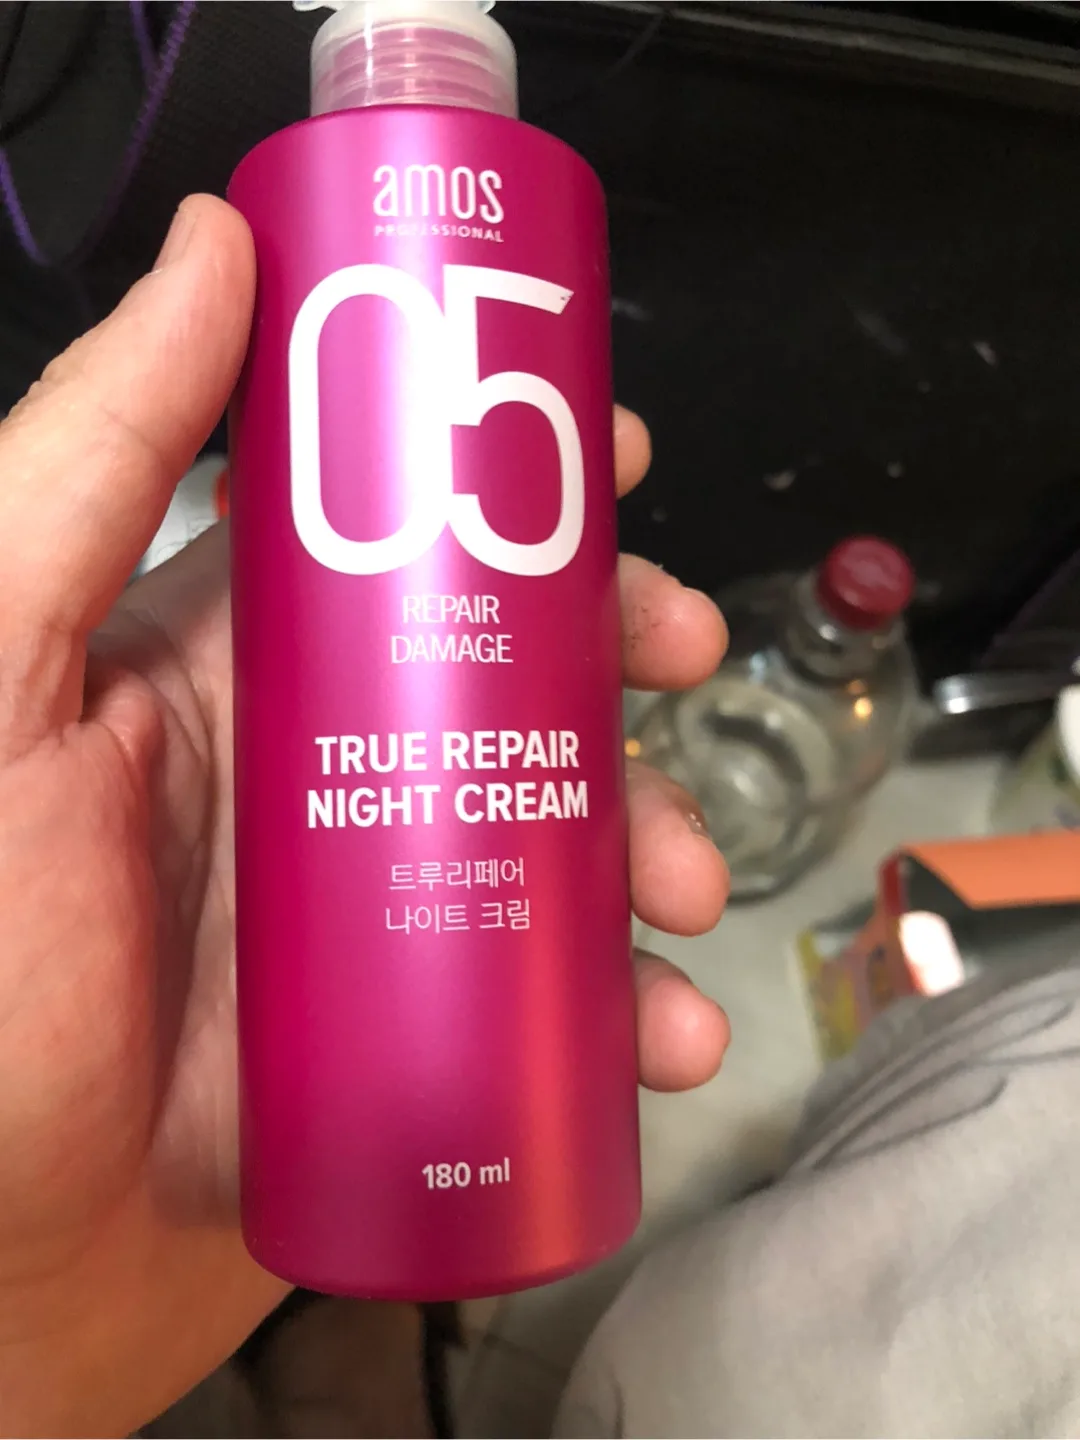 amos
PROFESSIONAL
05
REPAIR
DAMAGE
TRUE REPAIR
NIGHT CREAM
트루리페어
나이트 크림
180 ml